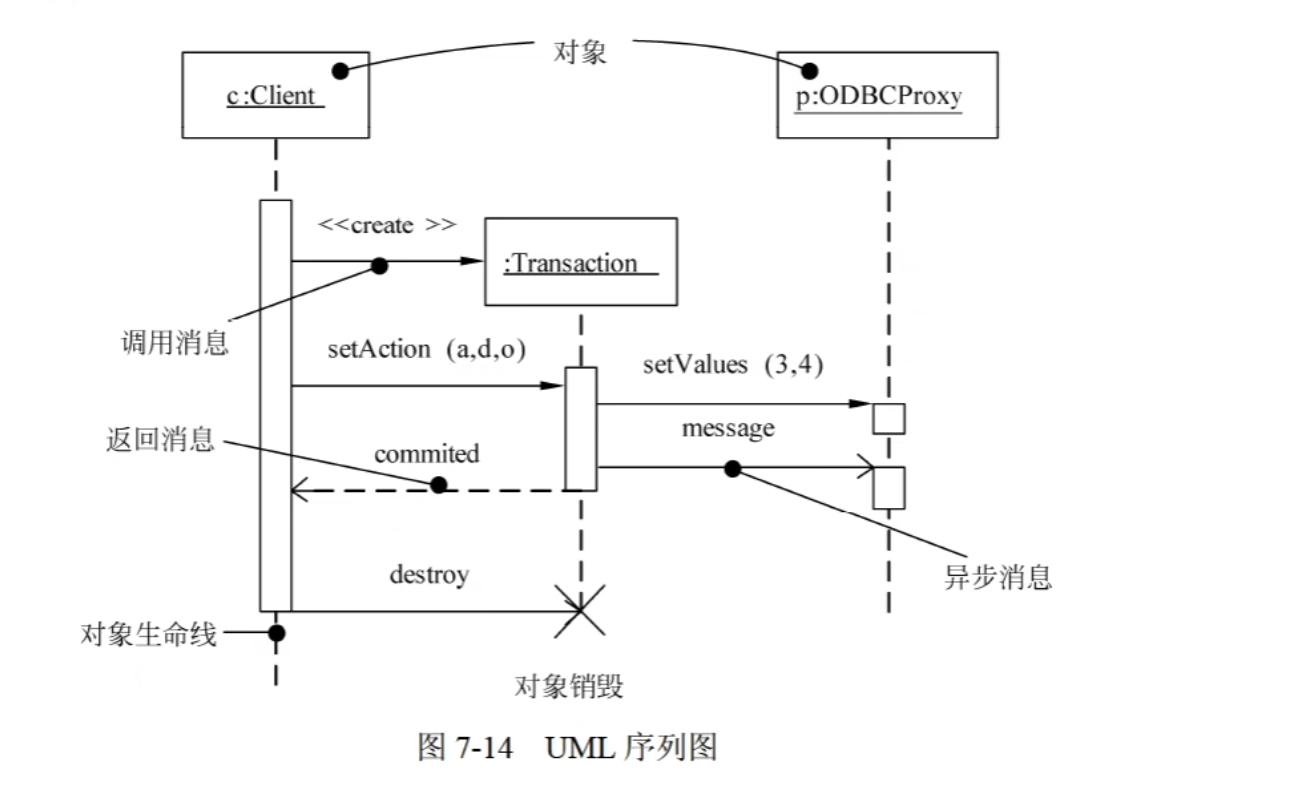 对象
c:Client
p:ODBCProxy
<<create >>
:Transaction
调用消息
setAction (a,d,o)
setValues (3,4)
返回消息
commited
message
destroy
异步消息
对象生命线
对象销毁
图 7-14 UML 序列图